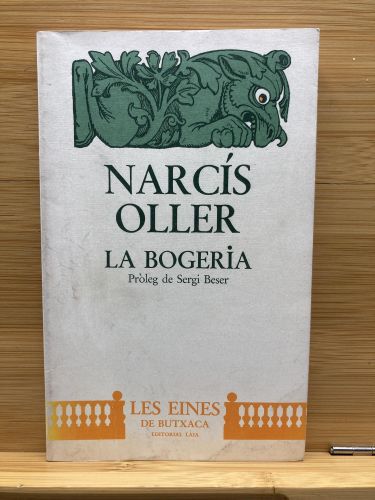 NARCÍS
OLLER
LA BOGERIA
Pròleg de Sergi Beser
LES EINES
DE BUTXACA
EDITORIAL LAIA